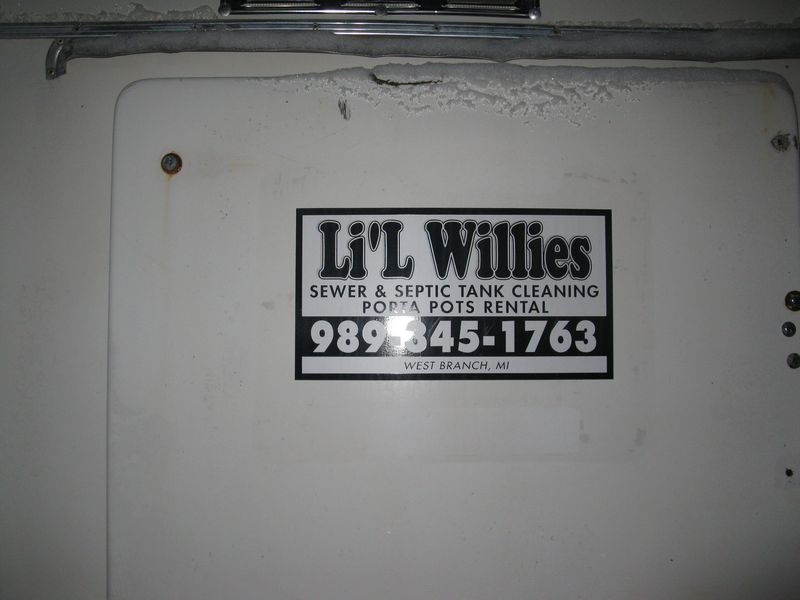 Li'L Willies
SEWER & SEPTIC TANK CLEANING
PORTA POTS RENTAL
989-345-1763
WEST BRANCH, MI